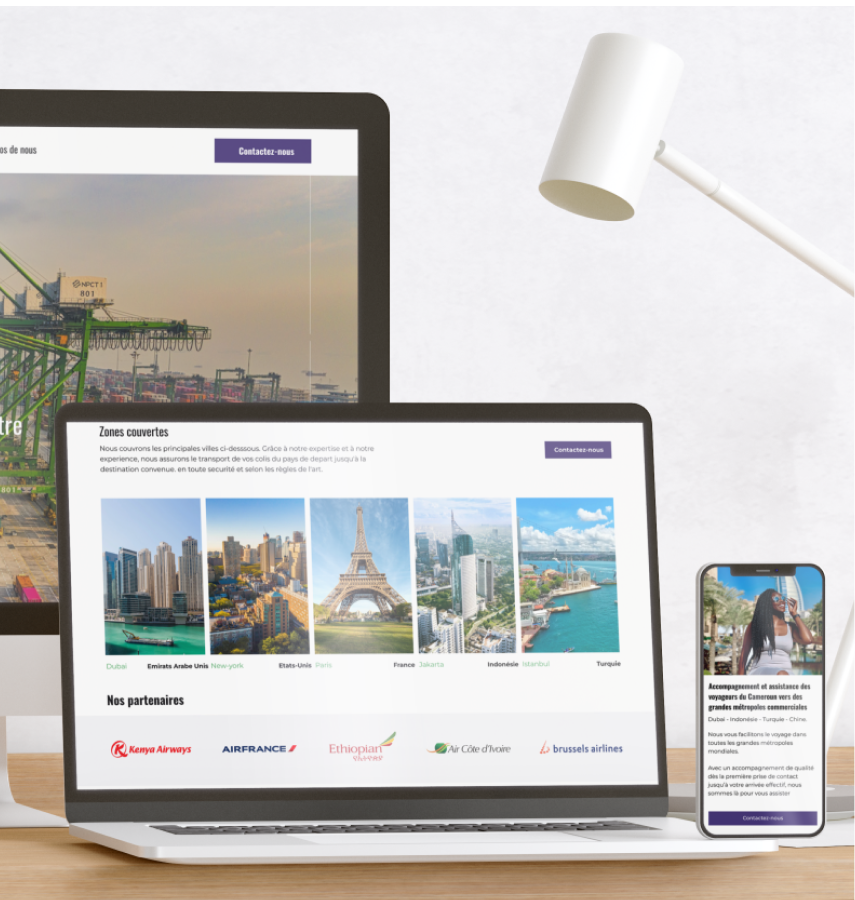 os de nous
Contactez-nous
NPCT 1
801
tre
801
Zones couvertes
Nous couvrons les principales villes ci-desssous. Grâce à notre expertise et à notre
experience, nous assurons le transport de vos colis du pays de depart jusqu'à la
destination convenue. en toute securité et selon les régles de l'art.
Contactez-nous
Dubai Emirats Arabe Unis New-york Etats-Unis Paris France Jakarta Indonésie Istanbul Turquie
Nos partenaires
Kenya Airways AIRFRANCE Ethiopian Air Côte d'Ivoire brussels airlines
Accompagnement et assistance des
voyageurs du Cameroun vers des
grandes métropoles commerciales
Dubai - Indonésie - Turquie - Chine.
Nous vous facilitons le voyage dans
toutes les grandes métropoles
mondiales.
Avec un accompagnement de qualité
dès la première prise de contact
jusqu'à votre arrivée effectif, nous
sommes là pour vous assister
Contactez-nous